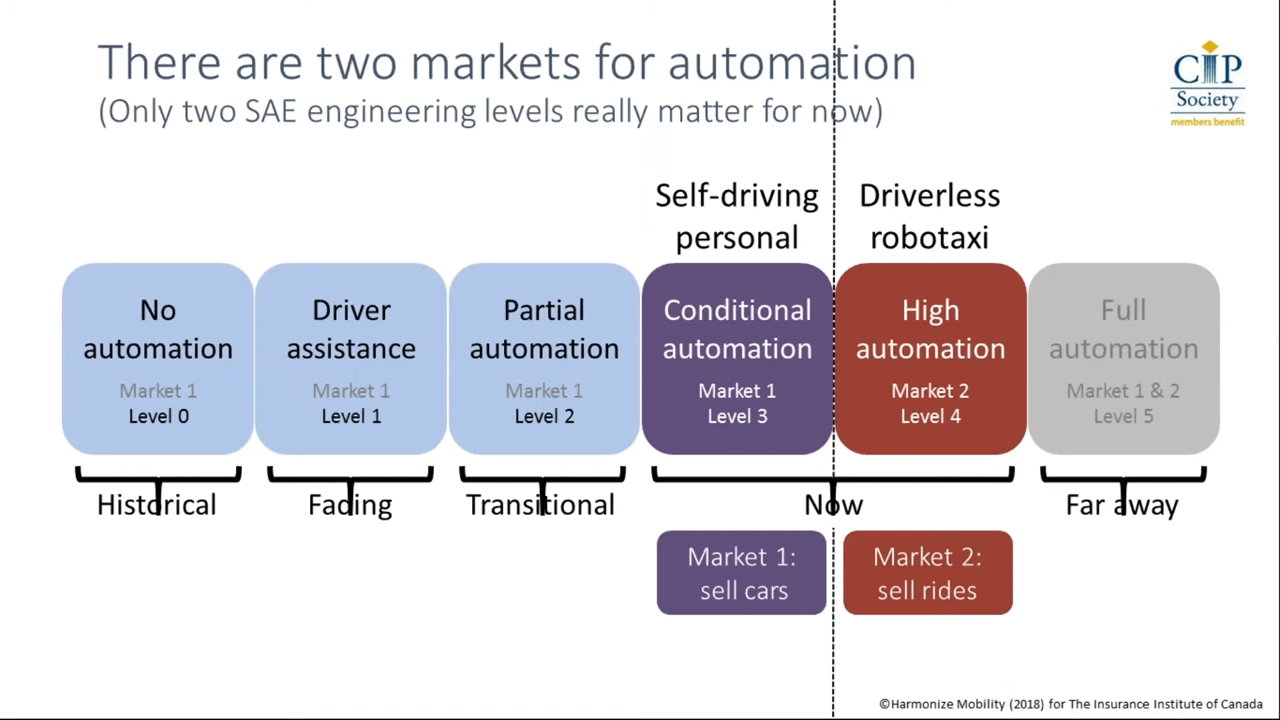 There are two markets for automation
(Only two SAE engineering levels really matter for now)
CIP
Society
members benefit
Self-driving
personal
Driverless
robotaxi
No
automation
Market 1
Level 0
Driver
assistance
Market 1
Level 1
Partial
automation
Market 1
Level 2
Conditional
automation
Market 1
Level 3
High
automation
Market 2
Level 4
Full
automation
Market 1 & 2
Level 5
Historical
Fading
Transitional
Now
Far away
Market 1:
sell cars
Market 2:
sell rides
©Harmonize Mobility (2018) for The Insurance Institute of Canada